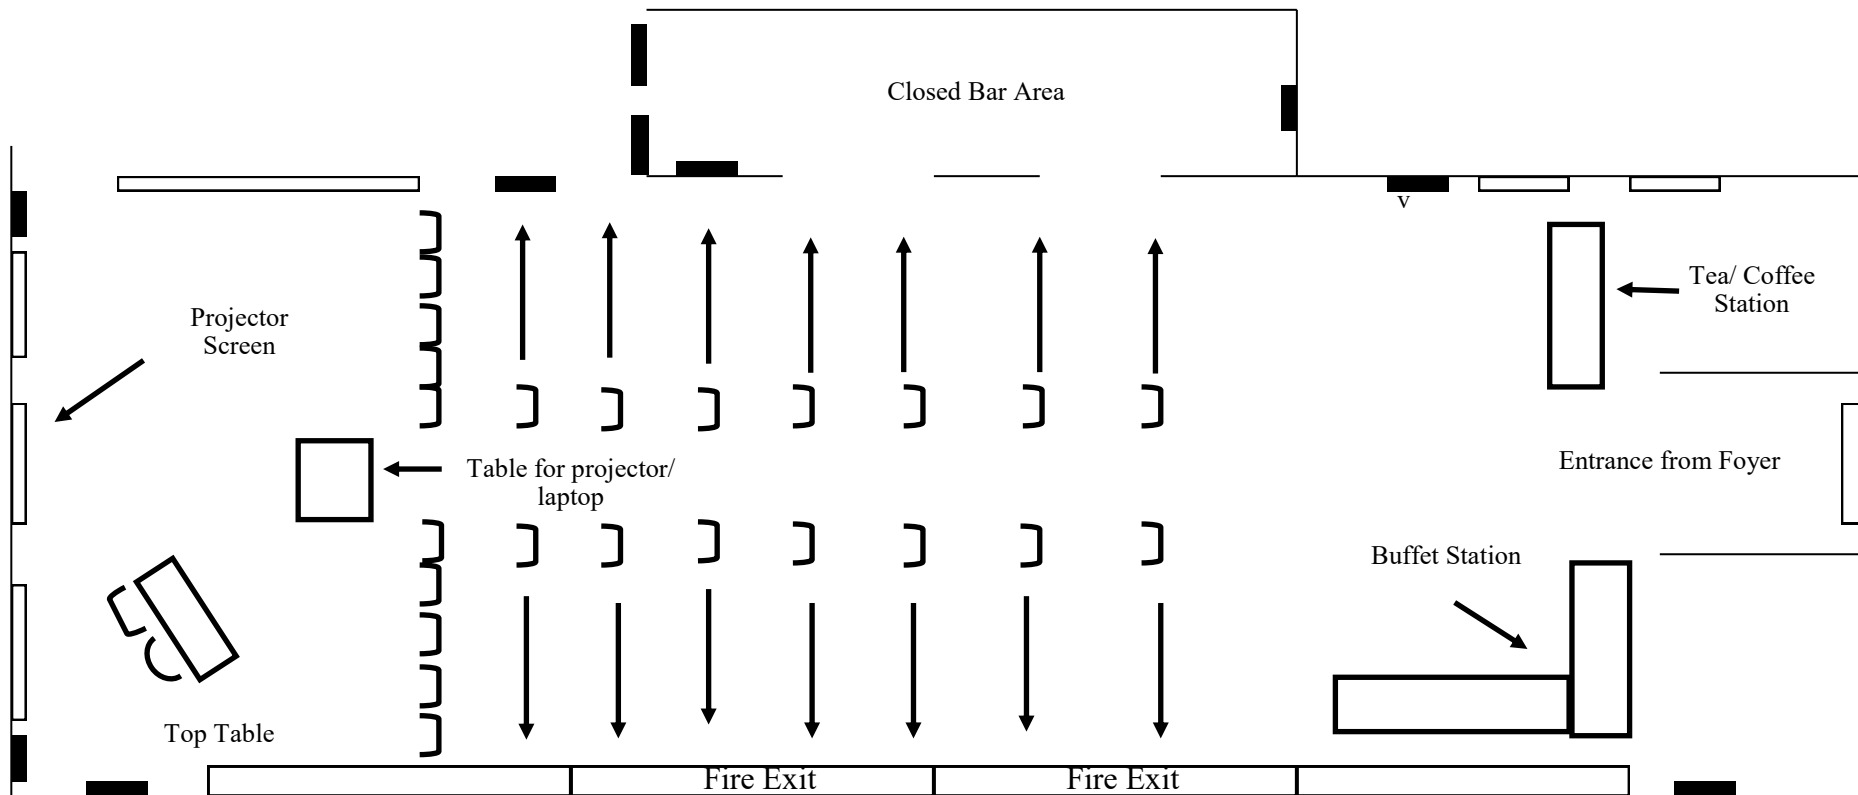 Closed Bar Area
v
Tea/ Coffee
Station
Projector
Screen
Table for projector/
laptop
Entrance from Foyer
Buffet Station
Top Table
Fire Exit
Fire Exit